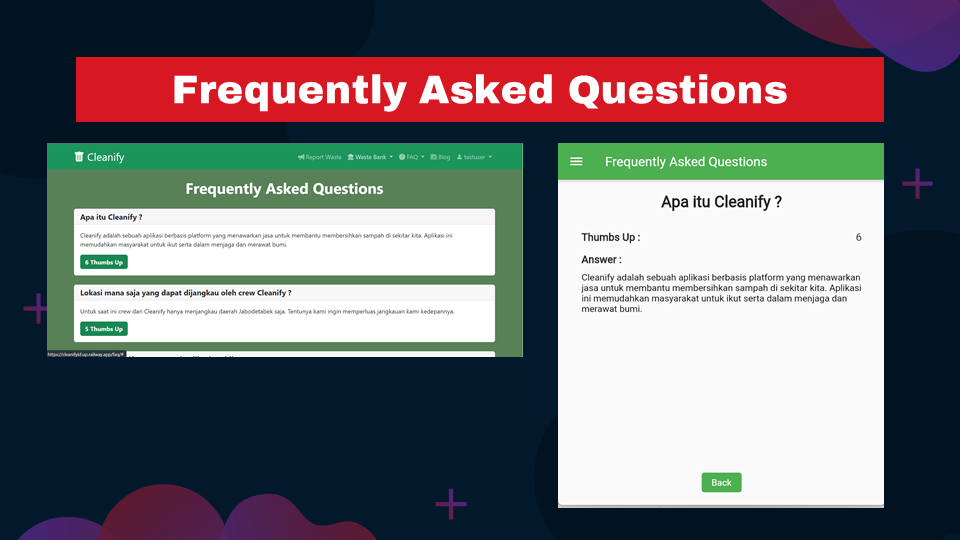 Frequently Asked Questions
Cleanify
Report Waste Waste Bank FAQ Blog testuser
Frequently Asked Questions
Apa itu Cleanify ?
Cleanify adalah sebuah aplikasi berbasis platform yang menawarkan jasa untuk membantu membersihkan sampah di sekitar kita. Aplikasi ini
memudahkan masyarakat untuk ikut serta dalam menjaga dan merawat bumi.
6 Thumbs Up
Lokasi mana saja yang dapat dijangkau oleh crew Cleanify ?
Untuk saat ini crew dari Cleanify hanya menjangkau daerah Jabodetabek saja. Tentunya kami ingin memperluas jangkauan kami kedepannya.
5 Thumbs Up
Frequently Asked Questions
Apa itu Cleanify ?
Thumbs Up : 6
Answer :
Cleanify adalah sebuah aplikasi berbasis platform yang menawarkan
jasa untuk membantu membersihkan sampah di sekitar kita. Aplikasi
ini memudahkan masyarakat untuk ikut serta dalam menjaga dan
merawat bumi.
Back